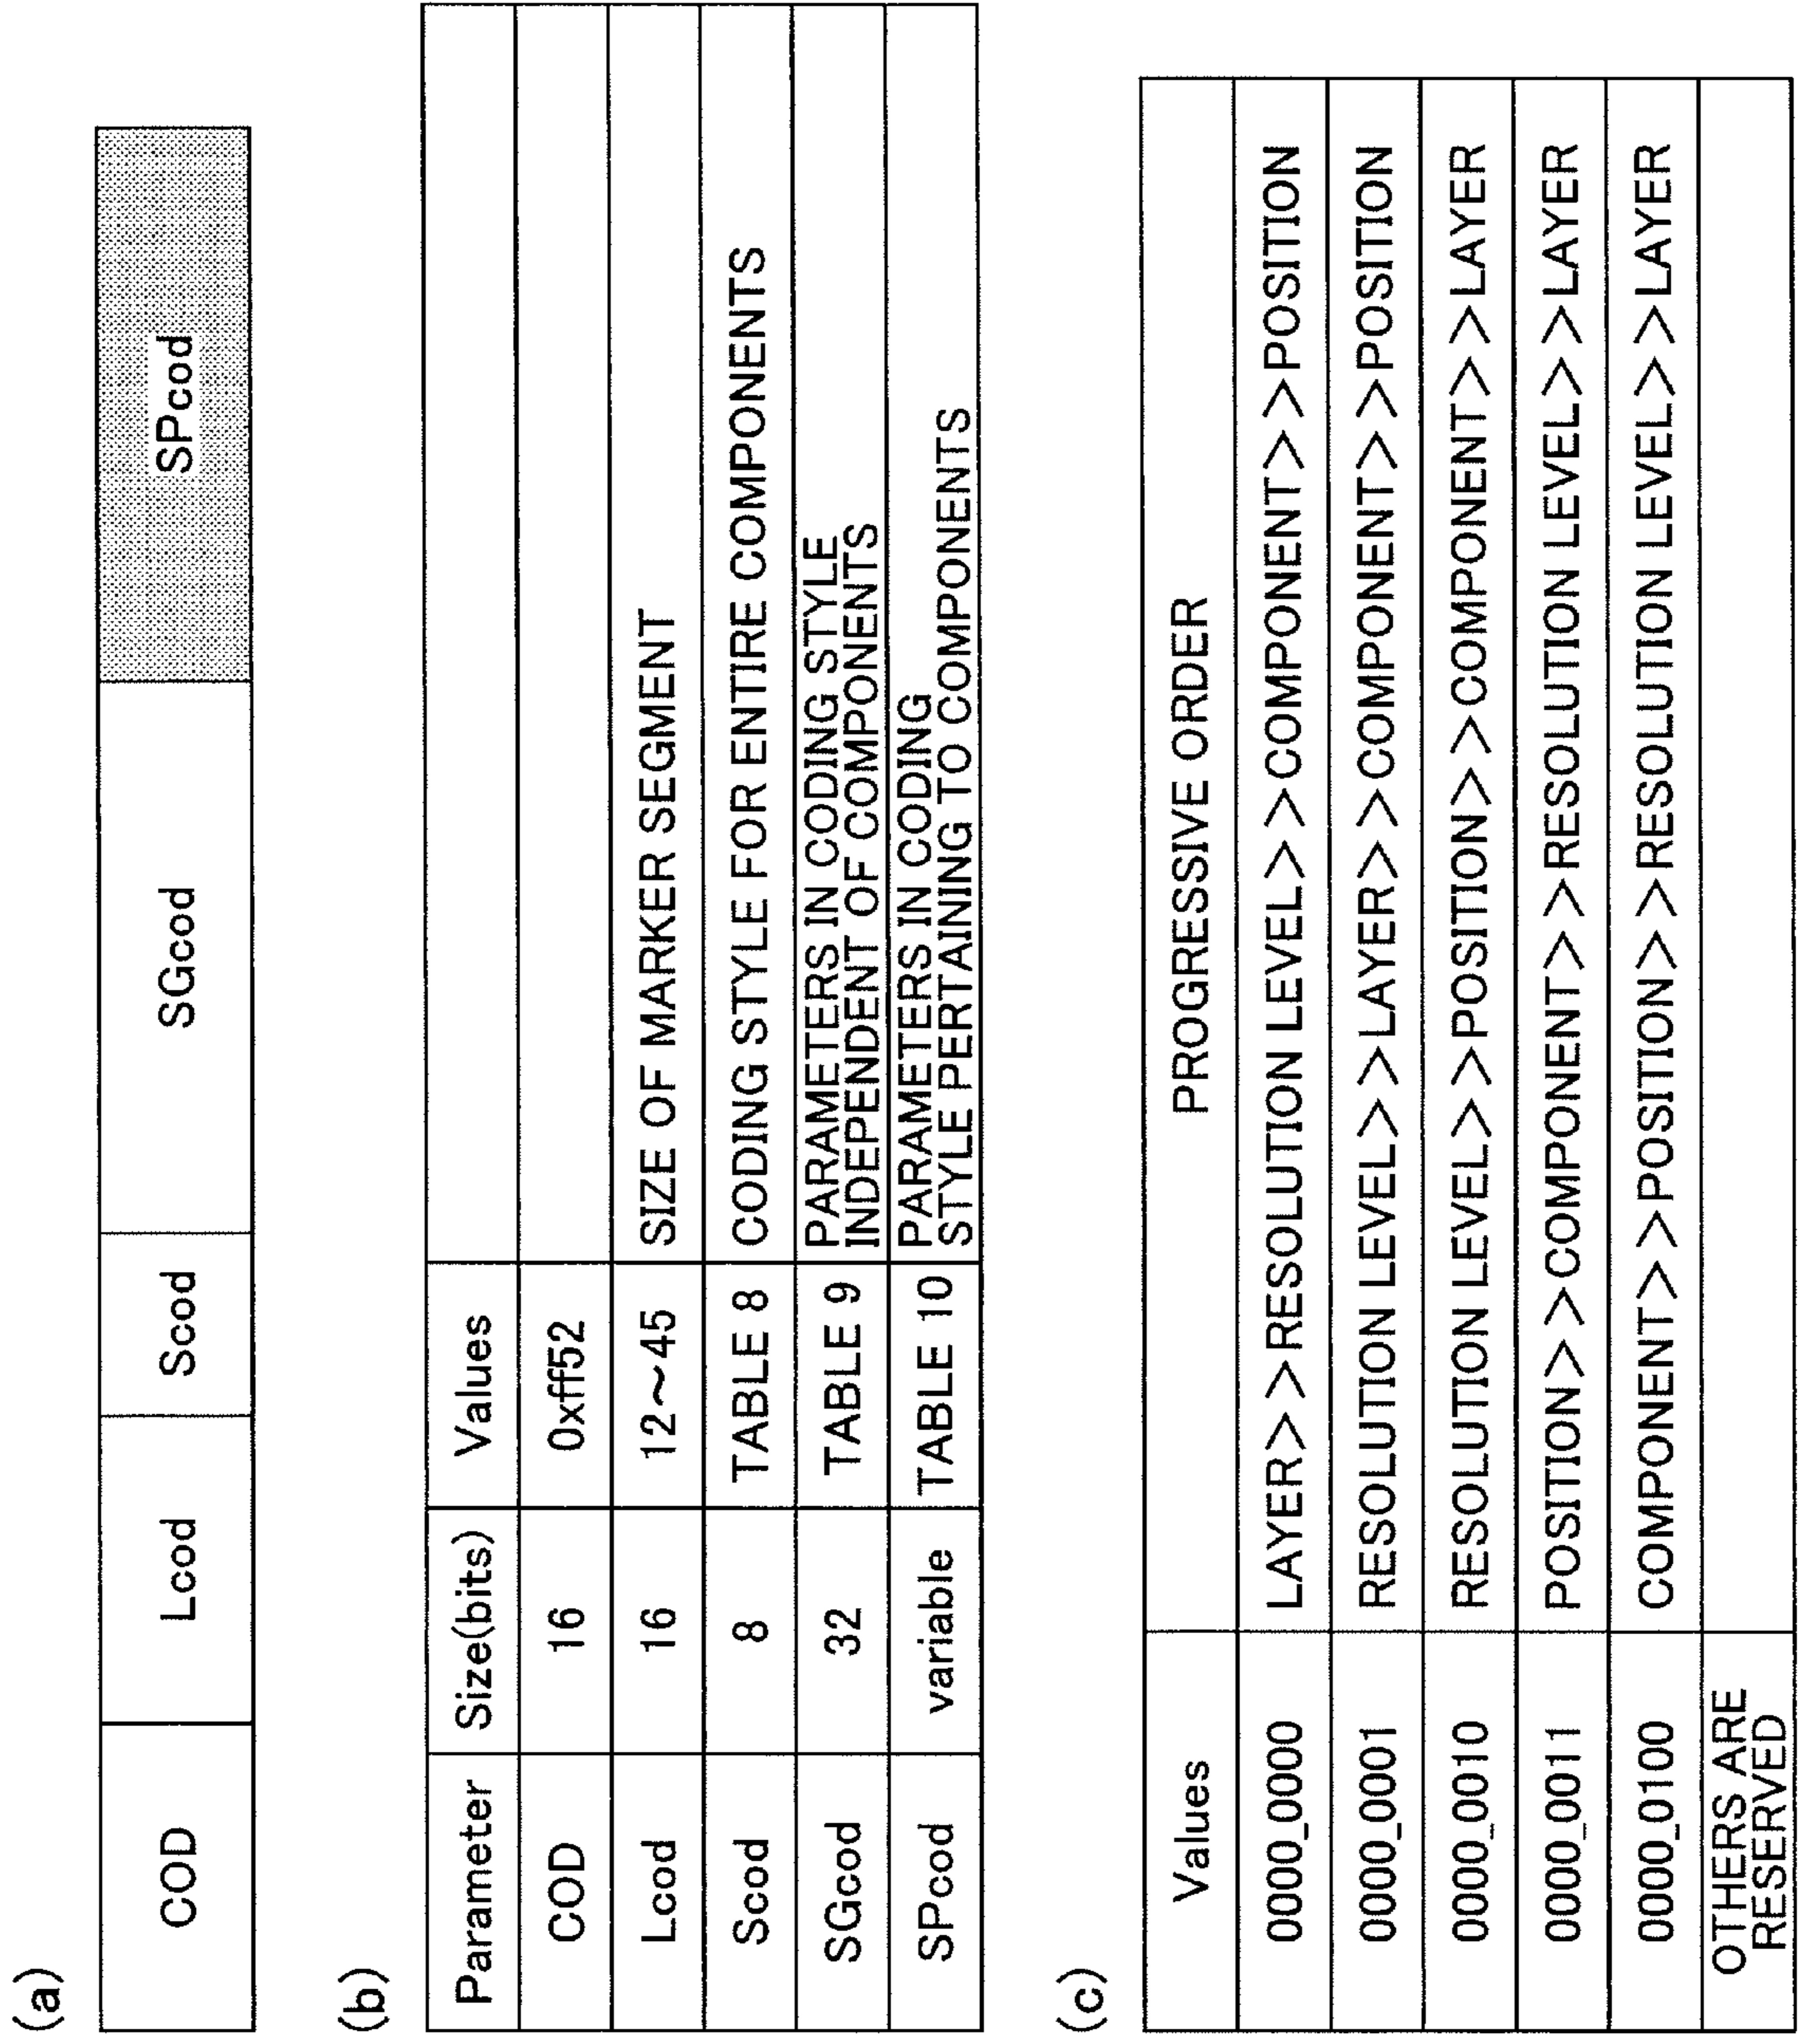 (a)
COD Lcod Scod SGcod SPcod
(b)
Parameter Size(bits) Values
COD 16 0xff52
Lcod 16 12~45 SIZE OF MARKER SEGMENT
Scod 8 TABLE 8 CODING STYLE FOR ENTIRE COMPONENTS
SGcod 32 TABLE 9 PARAMETERS IN CODING STYLE
INDEPENDENT OF COMPONENTS
SPcod variable TABLE 10 PARAMETERS IN CODING
STYLE PERTAINING TO COMPONENTS
(c)
Values PROGRESSIVE ORDER
0000_0000 LAYER>>RESOLUTION LEVEL>>COMPONENT>>POSITION
0000_0001 RESOLUTION LEVEL>>LAYER>>COMPONENT>>POSITION
0000_0010 RESOLUTION LEVEL>>POSITION>>COMPONENT>>LAYER
0000_0011 POSITION>>COMPONENT>>RESOLUTION LEVEL>>LAYER
0000_0100 COMPONENT>>POSITION>>RESOLUTION LEVEL>>LAYER
OTHERS ARE
RESERVED